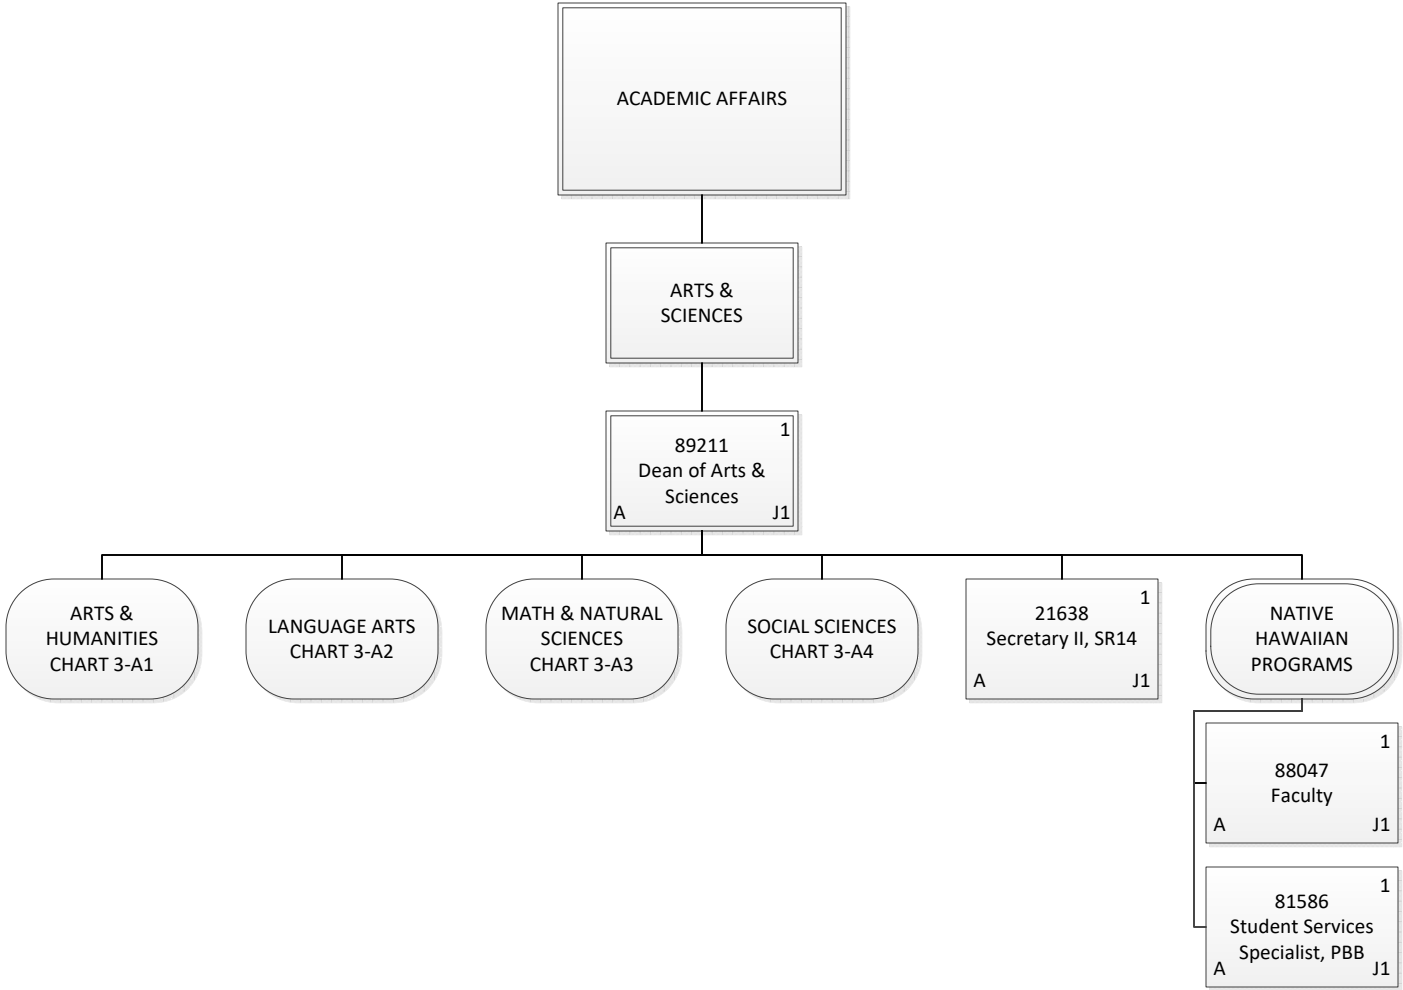 ACADEMIC AFFAIRS
ARTS &
SCIENCES
1
89211
Dean of Arts &
Sciences
A J1
ARTS &
HUMANITIES
CHART 3-A1
LANGUAGE ARTS
CHART 3-A2
MATH & NATURAL
SCIENCES
CHART 3-A3
SOCIAL SCIENCES
CHART 3-A4
1
21638
Secretary II, SR14
A J1
NATIVE
HAWAIIAN
PROGRAMS
1
88047
Faculty
A J1
1
81586
Student Services
Specialist, PBB
A J1